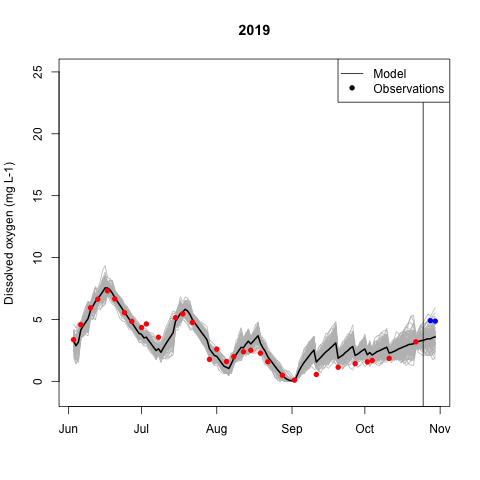 2019
Model
Observations
Dissolved oxygen (mg L-1)
25
20
15
10
5
0
Jun Jul Aug Sep Oct Nov